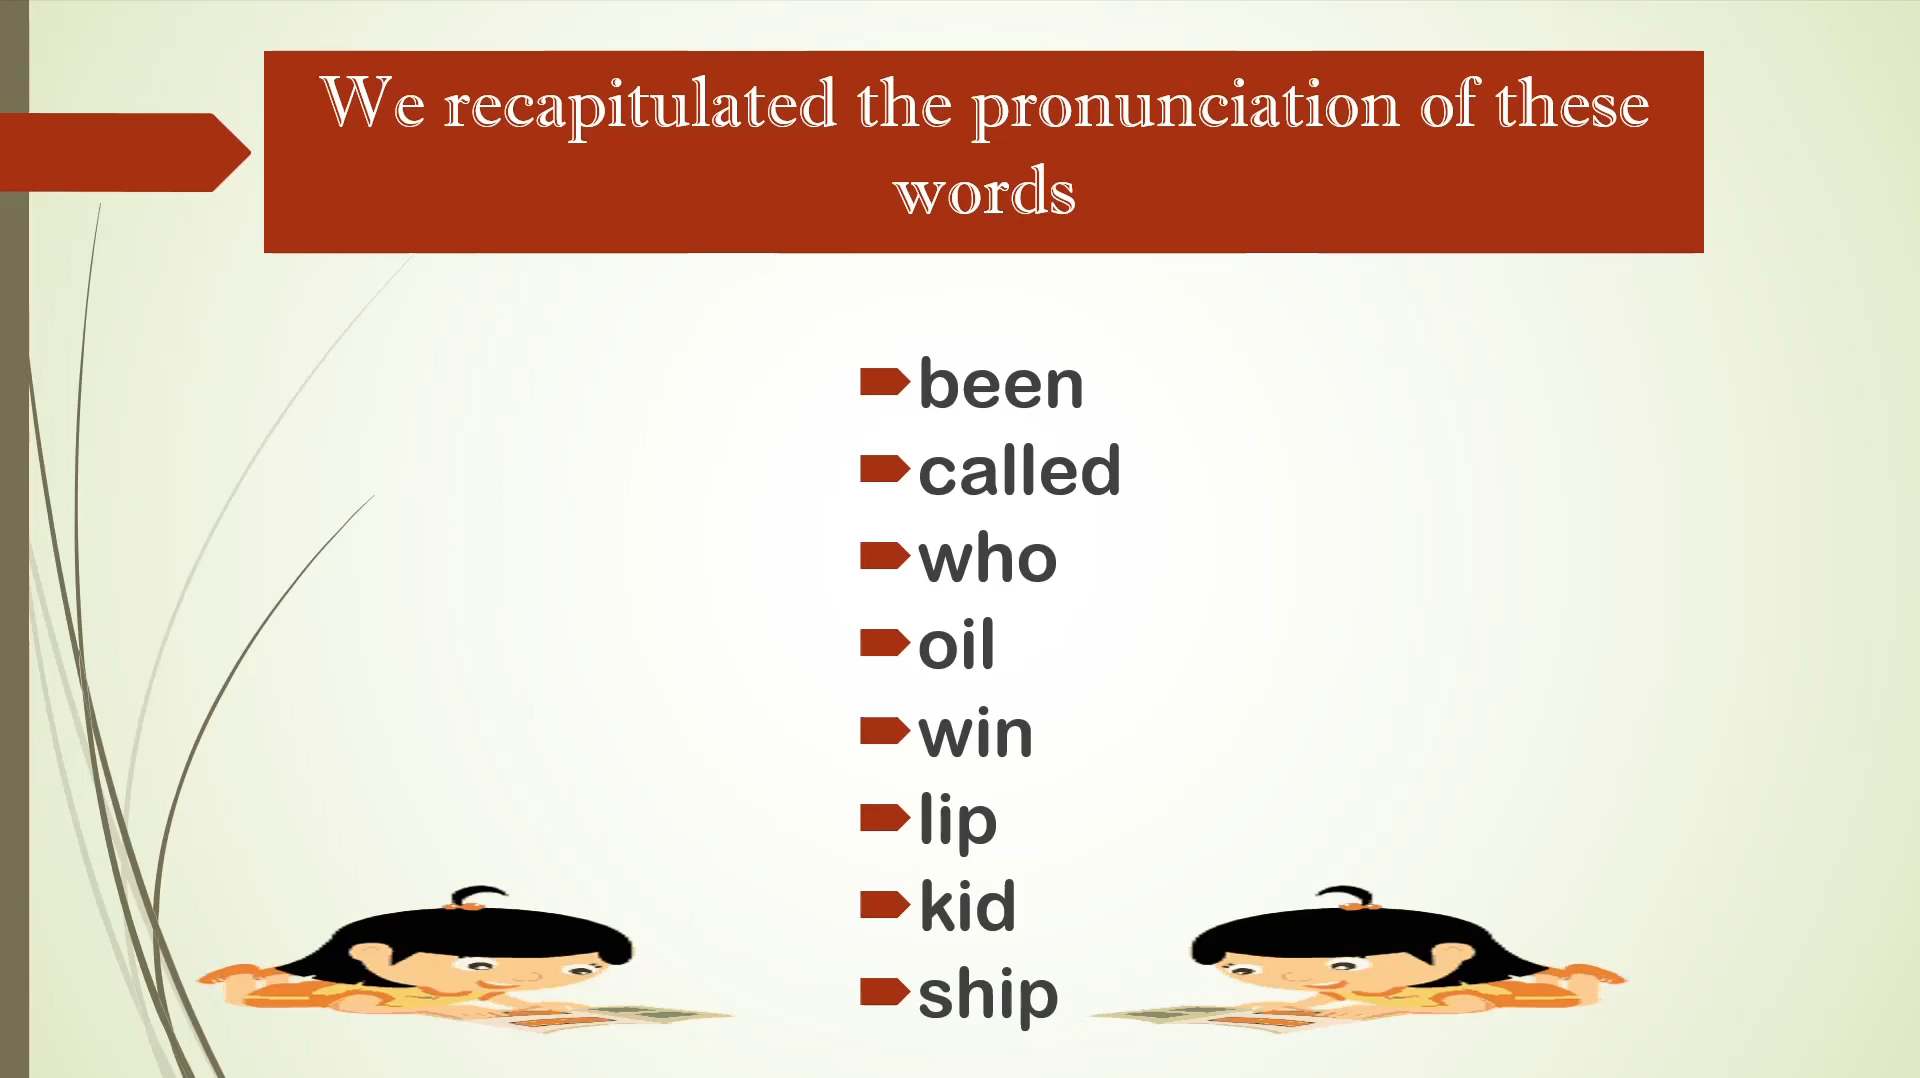 We recapitulated the pronunciation of these
words
been
called
who
oil
win
lip
kid
ship